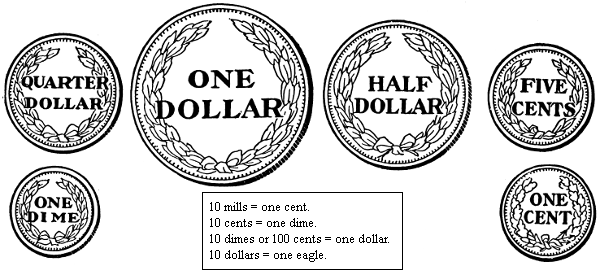 QUARTER
DOLLAR
ONE
DOLLAR
HALF
DOLLAR
FIVE
CENTS
ONE
DIME
10 mills = one cent.
10 cents = one dime.
10 dimes or 100 cents = one dollar.
10 dollars = one eagle.
ONE
CENT